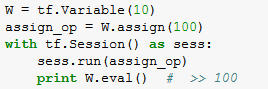 W = tf.Variable(10)
assign_op = W.assign(100)
with tf.Session() as sess:
    sess.run(assign_op)
    print W.eval()  #  >> 100